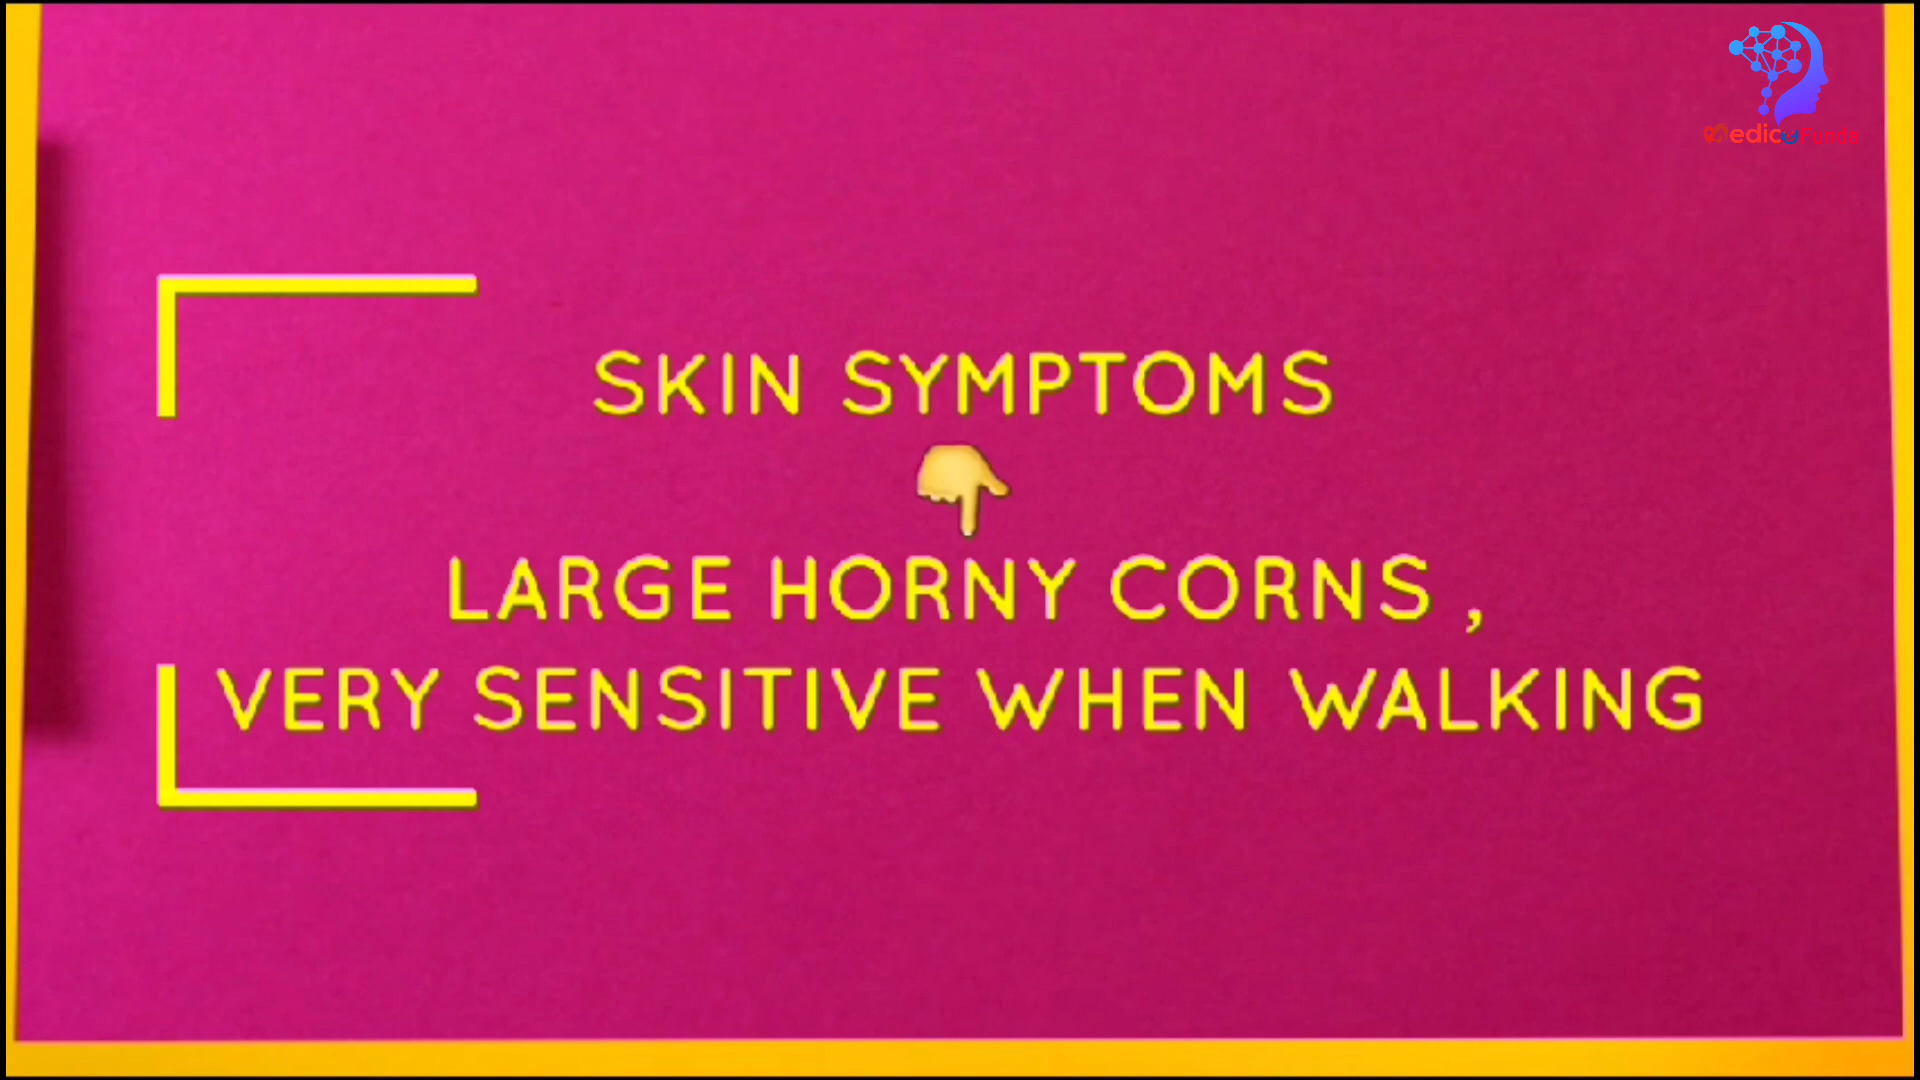 SKIN SYMPTOMS
👇
LARGE HORNY CORNS ,
VERY SENSITIVE WHEN WALKING